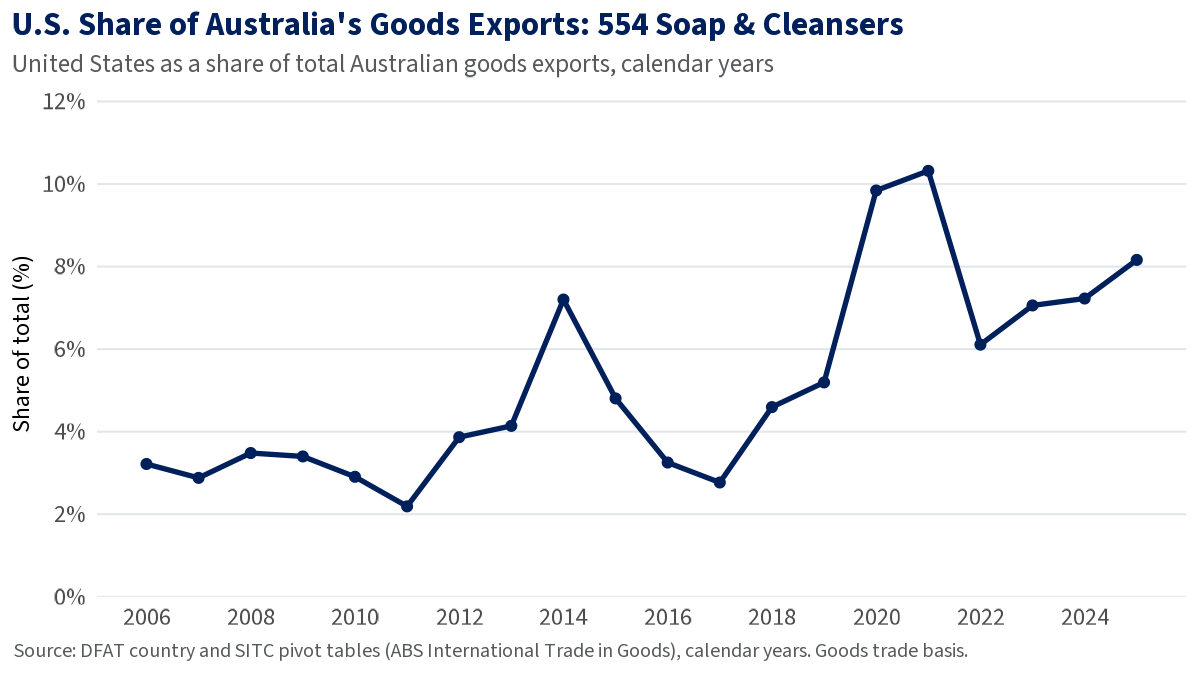 U.S. Share of Australia's Goods Exports: 554 Soap & Cleansers
United States as a share of total Australian goods exports, calendar years
Share of total (%)
12%
10%
8%
6%
4%
2%
0%
2006 2008 2010 2012 2014 2016 2018 2020 2022 2024
Source: DFAT country and SITC pivot tables (ABS International Trade in Goods), calendar years. Goods trade basis.